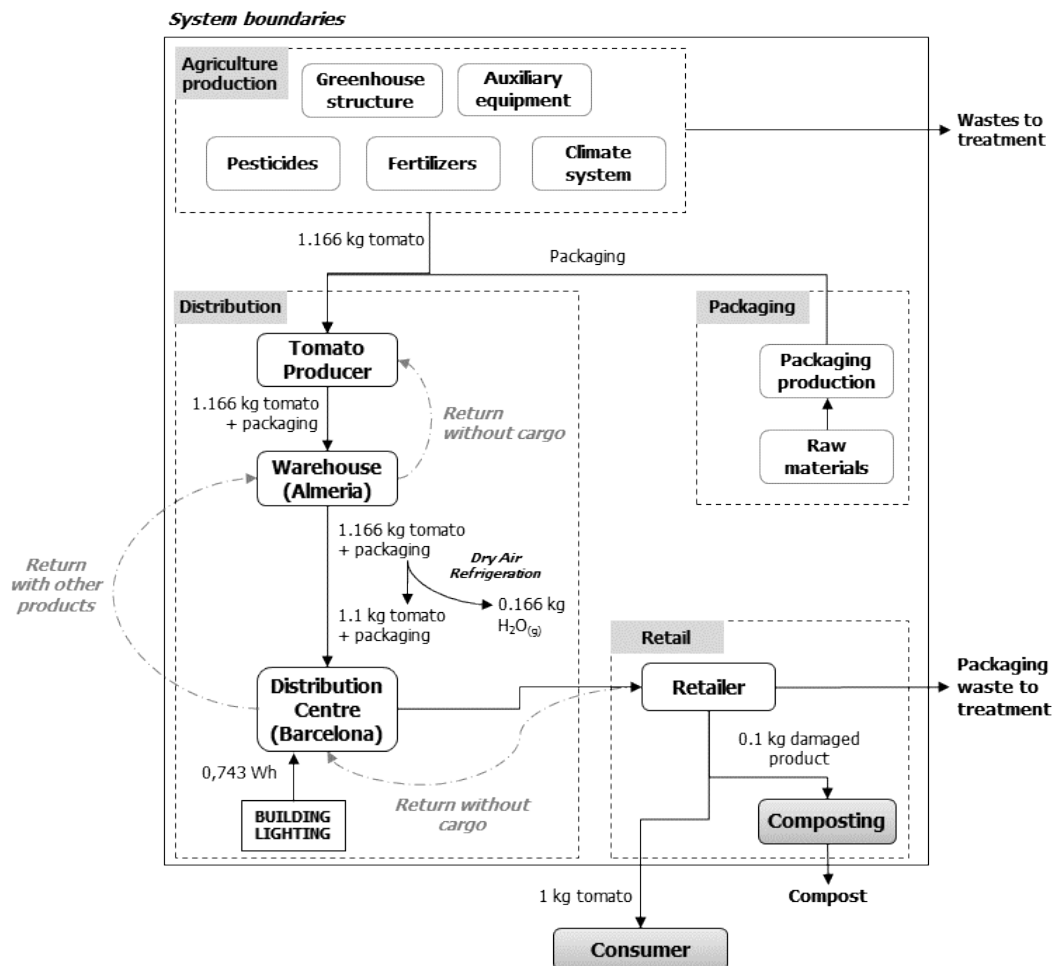 System boundaries
Agriculture
production
Greenhouse
structure
Auxiliary
equipment
Pesticides
Fertilizers
Climate
system
Wastes to
treatment
1.166 kg tomato
Packaging
Distribution
Packaging
Tomato
Producer
Packaging
production
1.166 kg tomato
+ packaging
Return
without cargo
Raw
materials
Warehouse
(Almeria)
1.166 kg tomato
+ packaging
Dry Air
Refrigeration
Return
with other
products
1.1 kg tomato
+ packaging
0.166 kg
H₂O₍g₎
Retail
Distribution
Centre
(Barcelona)
Retailer
Packaging
waste to
treatment
0.1 kg damaged
product
0,743 Wh
Return without
cargo
BUILDING
LIGHTING
Composting
1 kg tomato
Compost
Consumer